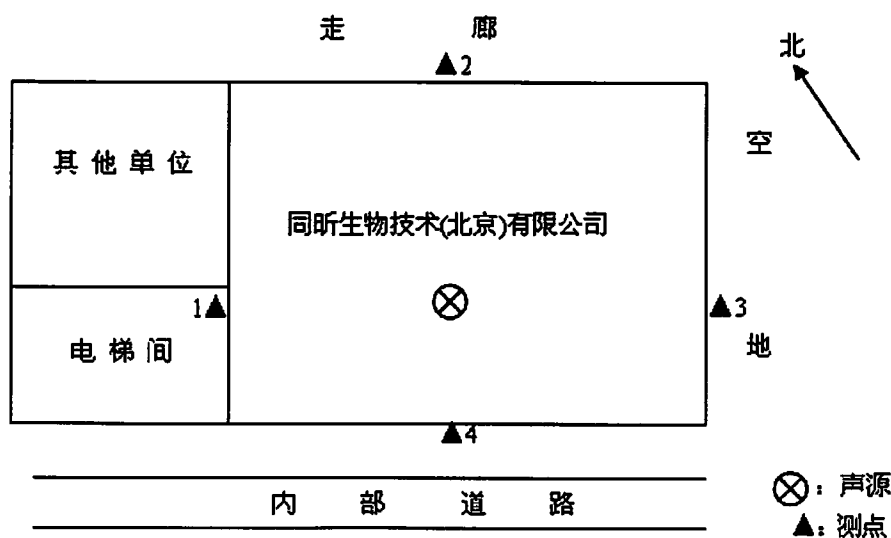 走 廊
▲2
北
空
其他单位
同昕生物技术(北京)有限公司
1▲
▲3
电梯间
地
▲4
内 部 道 路
⊗：声源
▲：测点